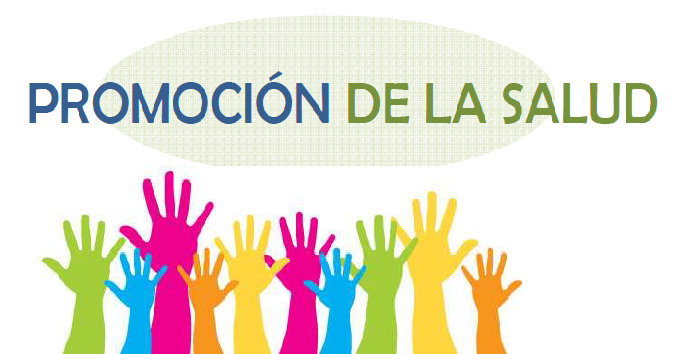 PROMOCIÓN DE LA SALUD